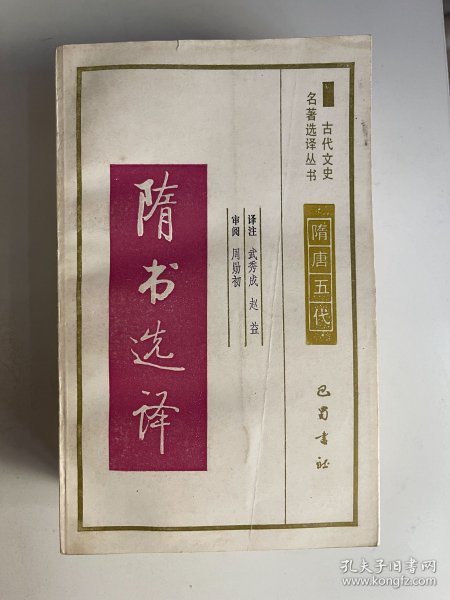 古代文史
名著选译丛书
隋唐五代
巴蜀书社
译注 武秀成 赵益
审阅 周勋初
隋书选译
孔夫子旧书网
www.kongfz.com